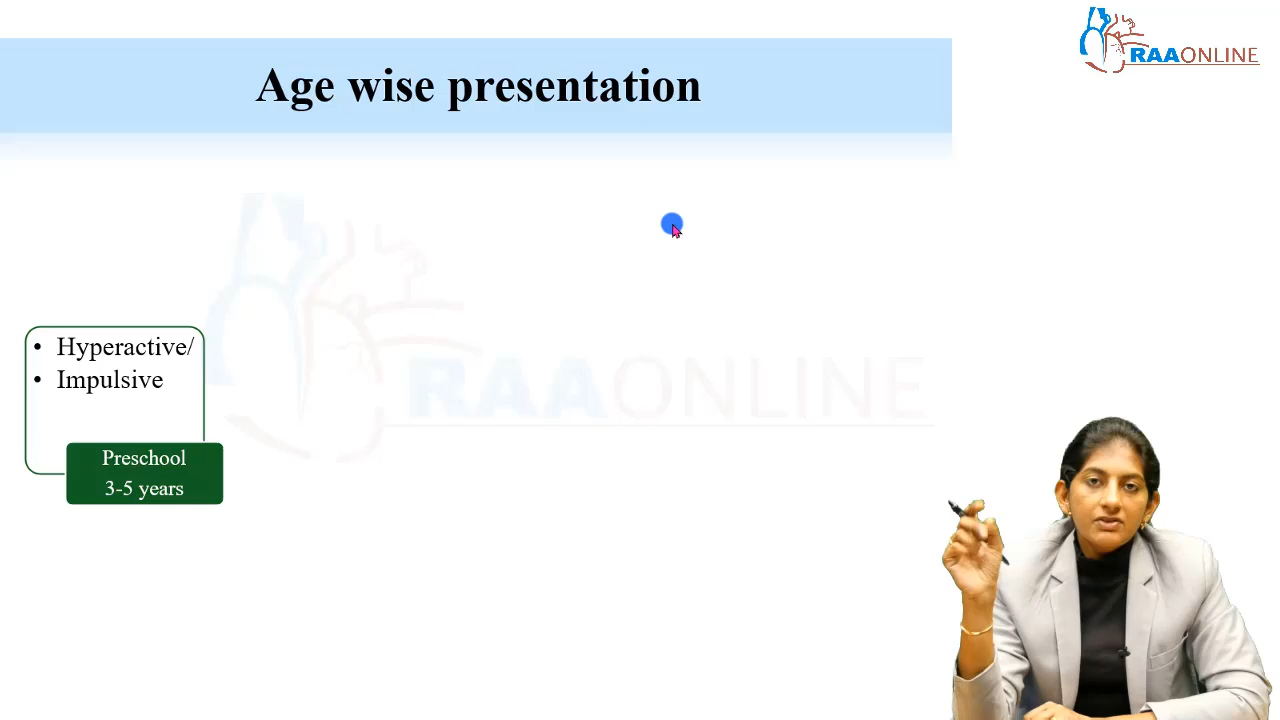 RAAONLINE
Age wise presentation
RAAONLINE
• Hyperactive/
• Impulsive
Preschool
3-5 years